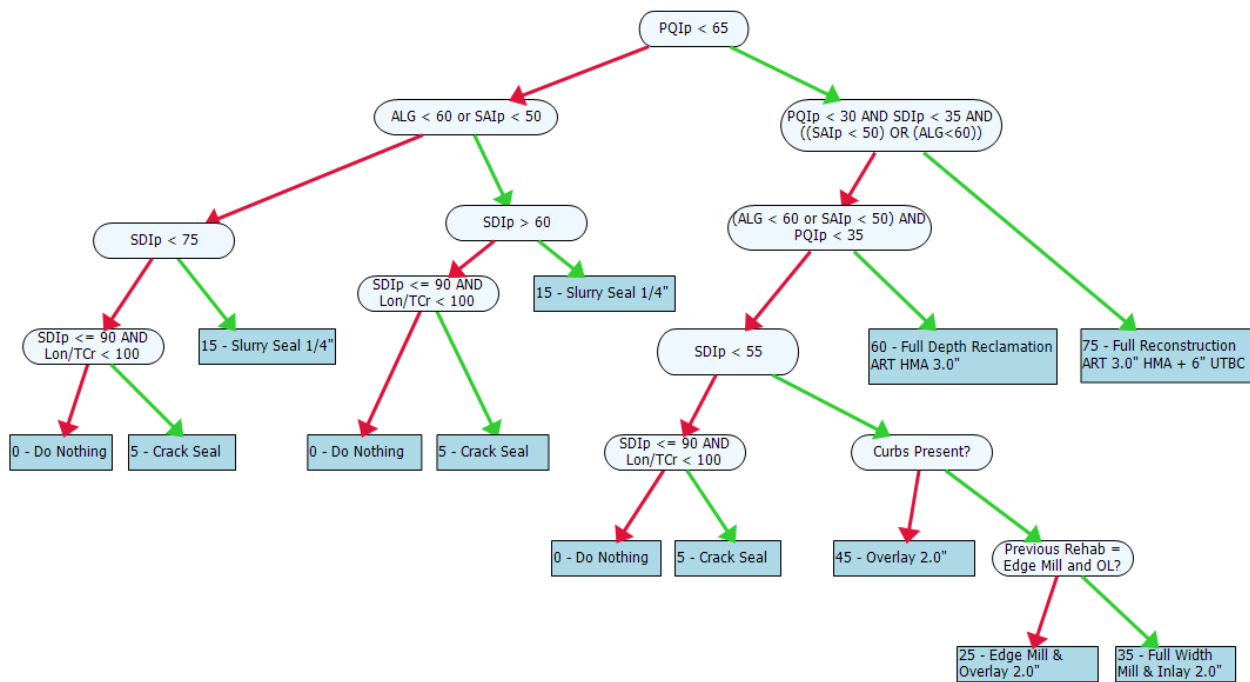 PQIp < 65
ALG < 60 or SAIp < 50
PQIp < 30 AND SDIp < 35 AND
((SAIp < 50) OR (ALG<60))
SDIp < 75
SDIp > 60
(ALG < 60 or SAIp < 50) AND
PQIp < 35
SDIp <= 90 AND
Lon/TCr < 100
15 - Slurry Seal 1/4"
SDIp <= 90 AND
Lon/TCr < 100
15 - Slurry Seal 1/4"
SDIp < 55
60 - Full Depth Reclamation
ART HMA 3.0"
75 - Full Reconstruction
ART 3.0" HMA + 6" UTBC
0 - Do Nothing
5 - Crack Seal
0 - Do Nothing
5 - Crack Seal
SDIp <= 90 AND
Lon/TCr < 100
Curbs Present?
0 - Do Nothing
5 - Crack Seal
45 - Overlay 2.0"
Previous Rehab =
Edge Mill and OL?
25 - Edge Mill &
Overlay 2.0"
35 - Full Width
Mill & Inlay 2.0"